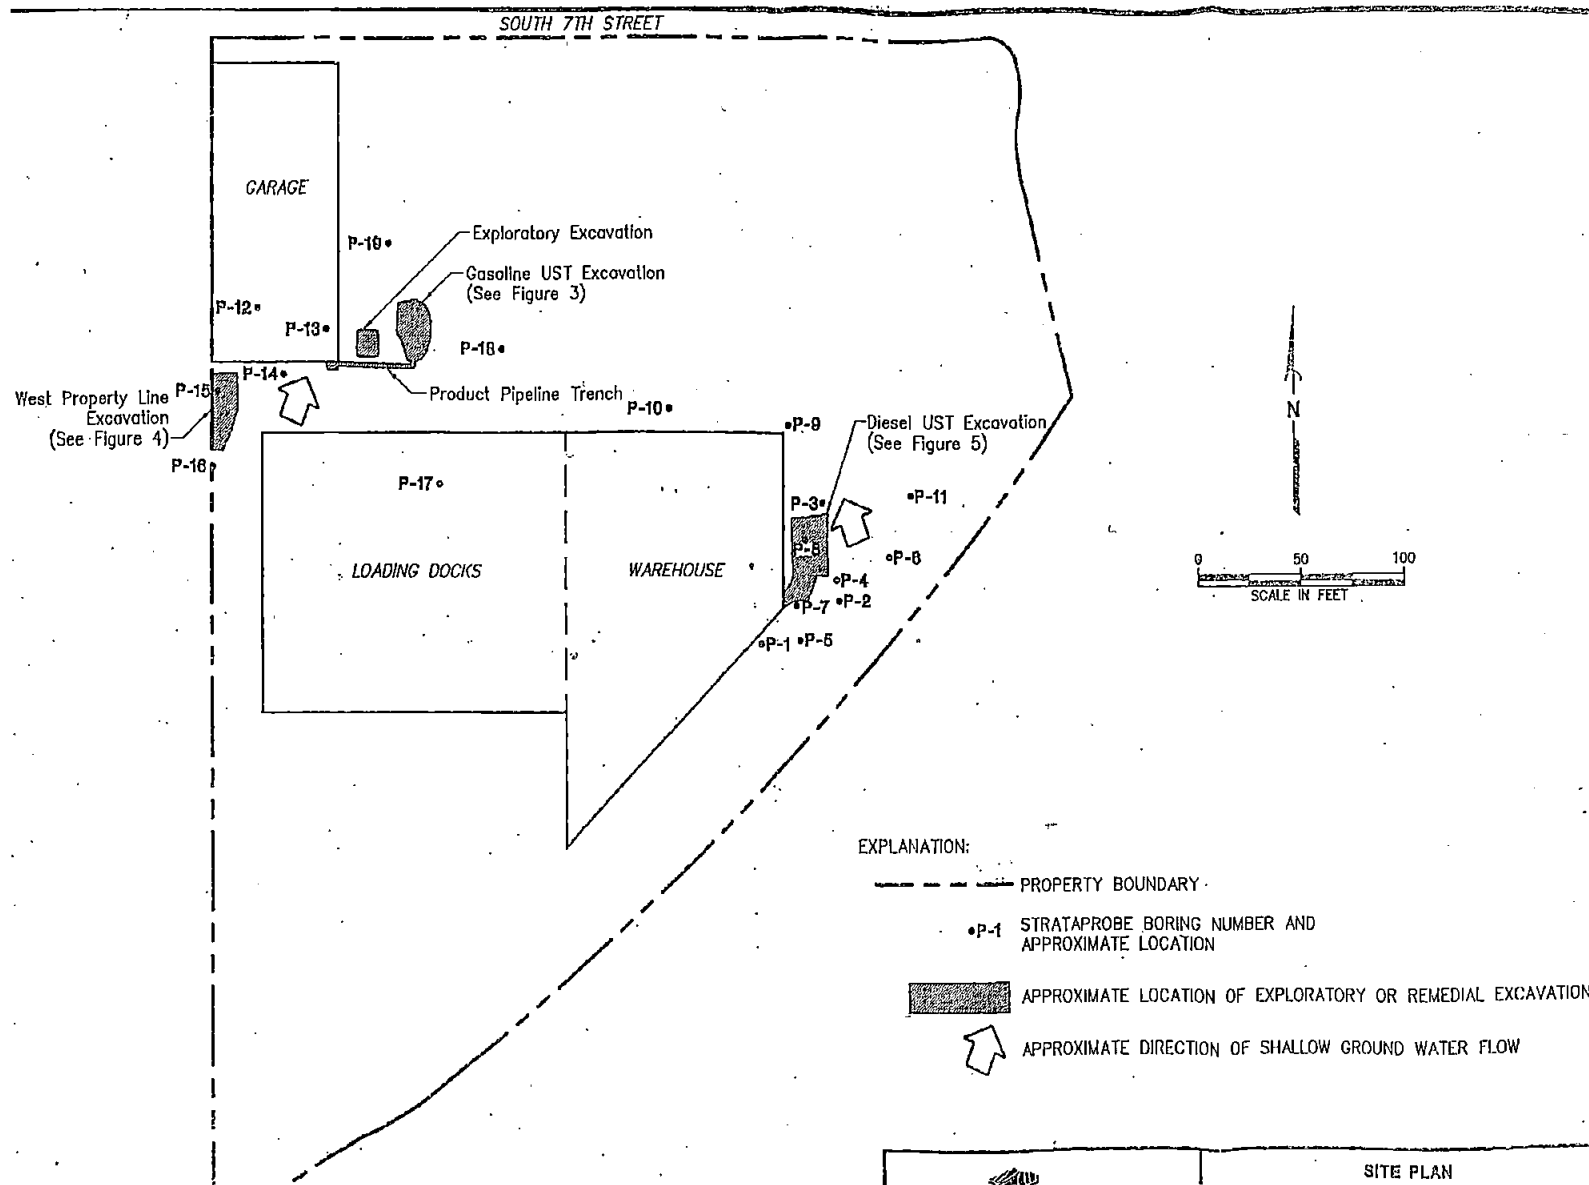 SOUTH 7TH STREET
GARAGE
P-19
Exploratory Excavation
Gasoline UST Excavation
(See Figure 3)
P-12
P-13
P-18
P-14
P-15
West Property Line
Excavation
(See Figure 4)
Product Pipeline Trench
P-10
P-9
Diesel UST Excavation
(See Figure 5)
P-16
P-17
P-3
P-11
N
P-8
P-6
LOADING DOCKS
WAREHOUSE
P-4
P-2
P-7
P-1
P-5
0 50 100
SCALE IN FEET
EXPLANATION:
PROPERTY BOUNDARY
P-1 STRATAPROBE BORING NUMBER AND
APPROXIMATE LOCATION
APPROXIMATE LOCATION OF EXPLORATORY OR REMEDIAL EXCAVATION
APPROXIMATE DIRECTION OF SHALLOW GROUND WATER FLOW
SITE PLAN